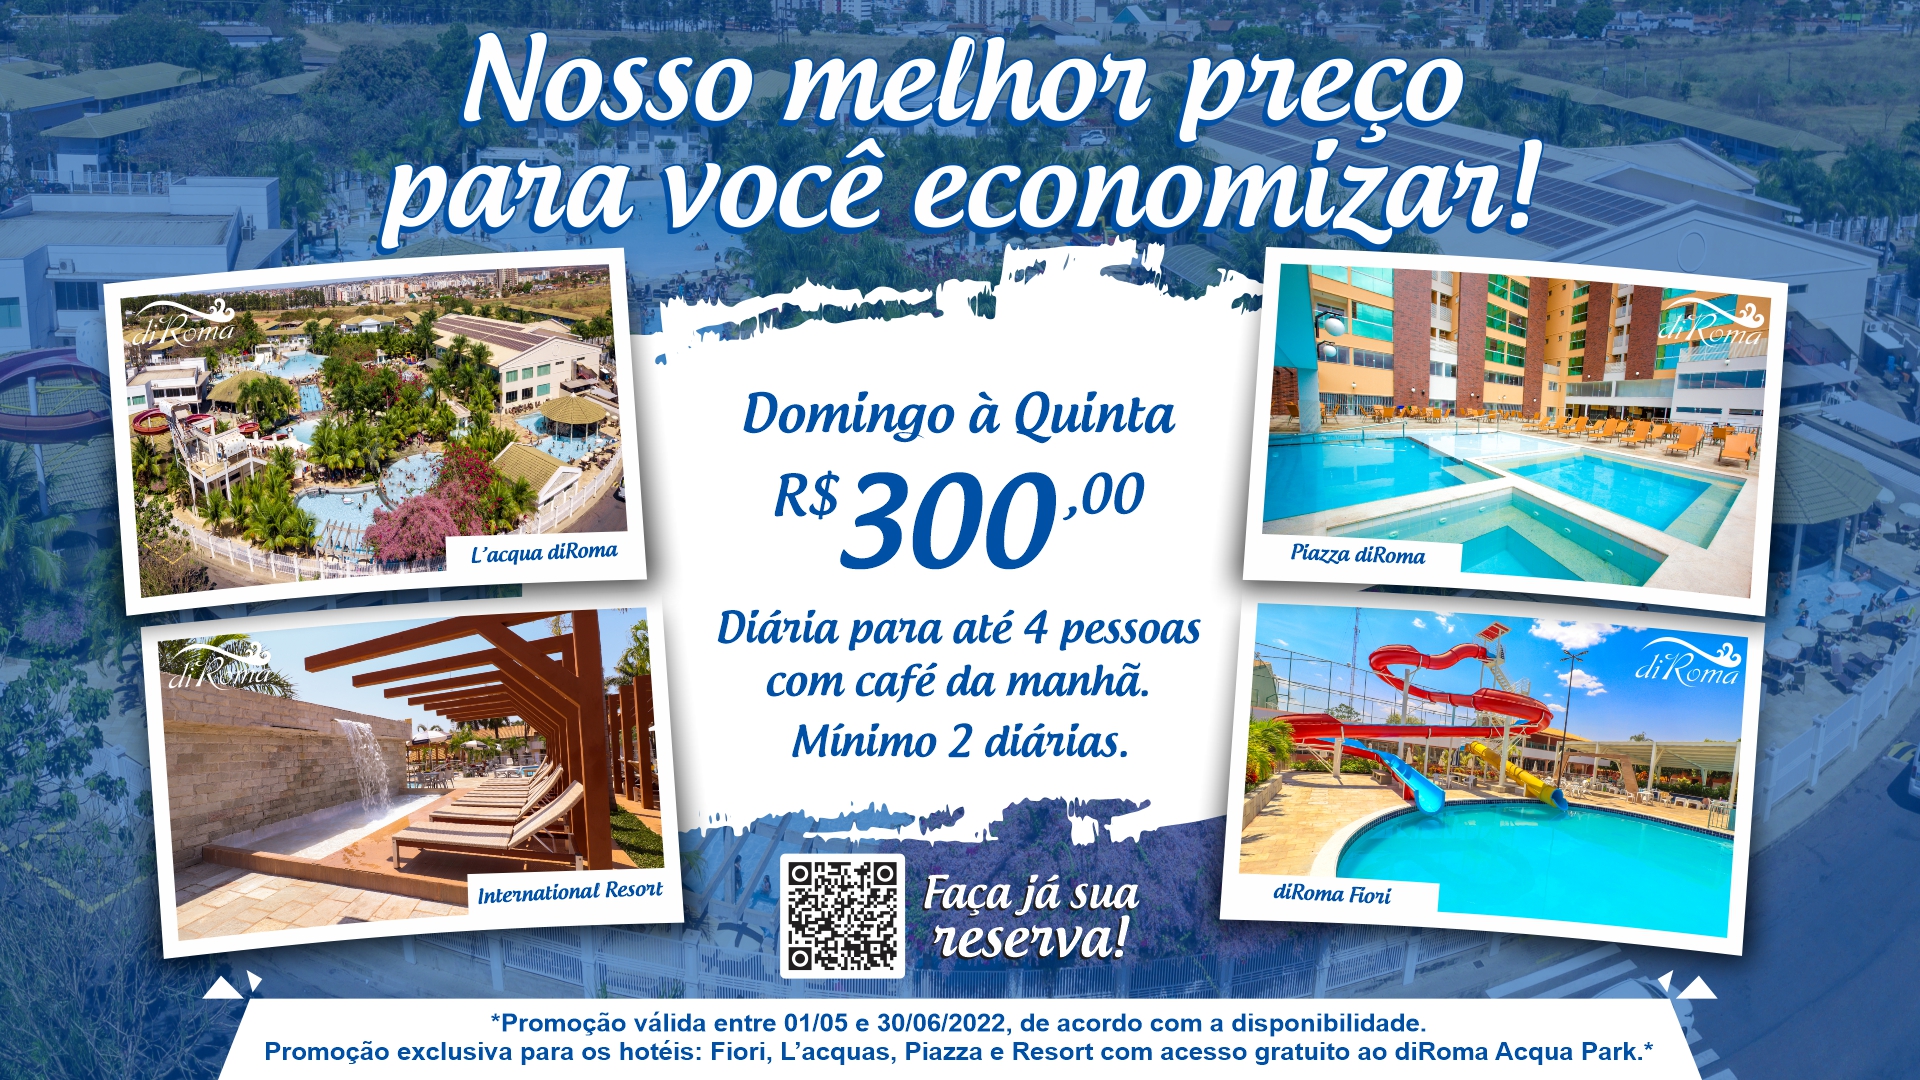 Nosso melhor preço
para você economizar!
diRoma
L'acqua diRoma
diRoma
Piazza diRoma
Domingo à Quinta
R$300,00
Diária para até 4 pessoas
com café da manhã.
Mínimo 2 diárias.
diRoma
International Resort
diRoma
diRoma Fiori
Faça já sua
reserva!
*Promoção válida entre 01/05 e 30/06/2022, de acordo com a disponibilidade.
Promoção exclusiva para os hotéis: Fiori, L'acquas, Piazza e Resort com acesso gratuito ao diRoma Acqua Park.*